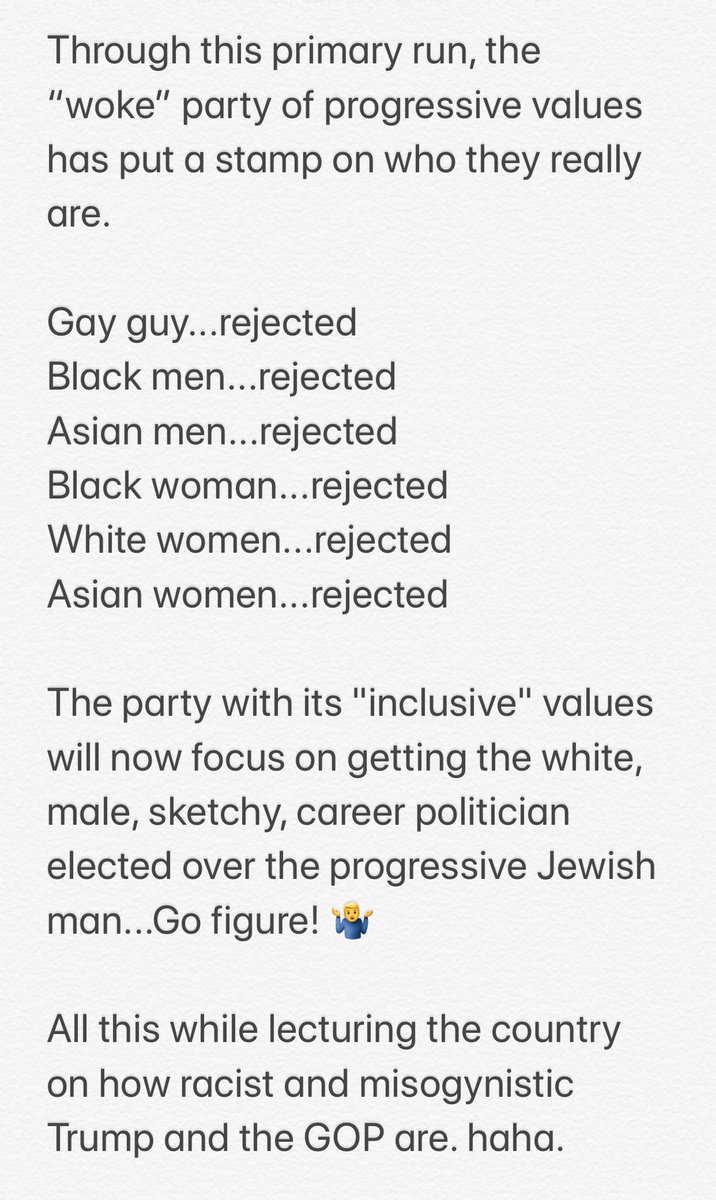 Through this primary run, the
“woke” party of progressive values
has put a stamp on who they really
are.
Gay guy...rejected
Black men...rejected
Asian men...rejected
Black woman...rejected
White women...rejected
Asian women...rejected
The party with its "inclusive" values
will now focus on getting the white,
male, sketchy, career politician
elected over the progressive Jewish
man...Go figure! 🤷🏼‍♂️
All this while lecturing the country
on how racist and misogynistic
Trump and the GOP are. haha.